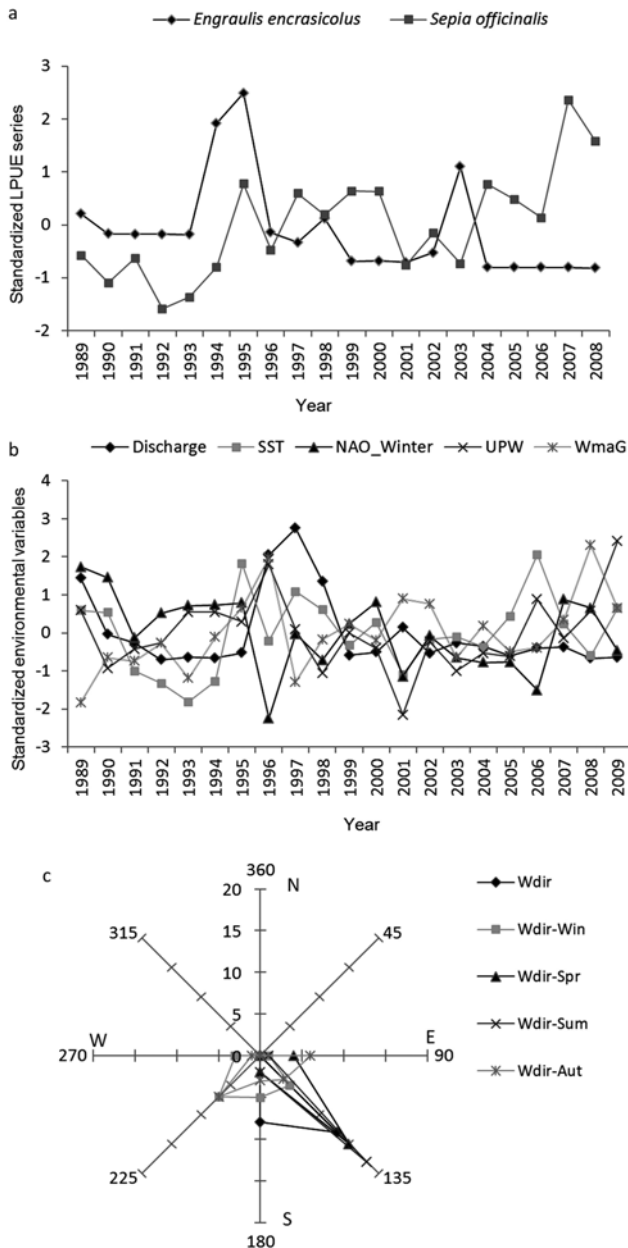 a
Engraulis encrasicolus Sepia officinalis
Standardized LPUE series
3
2
1
0
-1
-2
1989 1990 1991 1992 1993 1994 1995 1996 1997 1998 1999 2000 2001 2002 2003 2004 2005 2006 2007 2008
Year
b
Discharge SST NAO_Winter UPW WmaG
Standardized environmental variables
4
3
2
1
0
-1
-2
-3
1989 1990 1991 1992 1993 1994 1995 1996 1997 1998 1999 2000 2001 2002 2003 2004 2005 2006 2007 2008 2009
Year
c
360
N
20
15
10
5
0
315
45
W
270
E
90
225
135
S
180
Wdir
Wdir-Win
Wdir-Spr
Wdir-Sum
Wdir-Aut